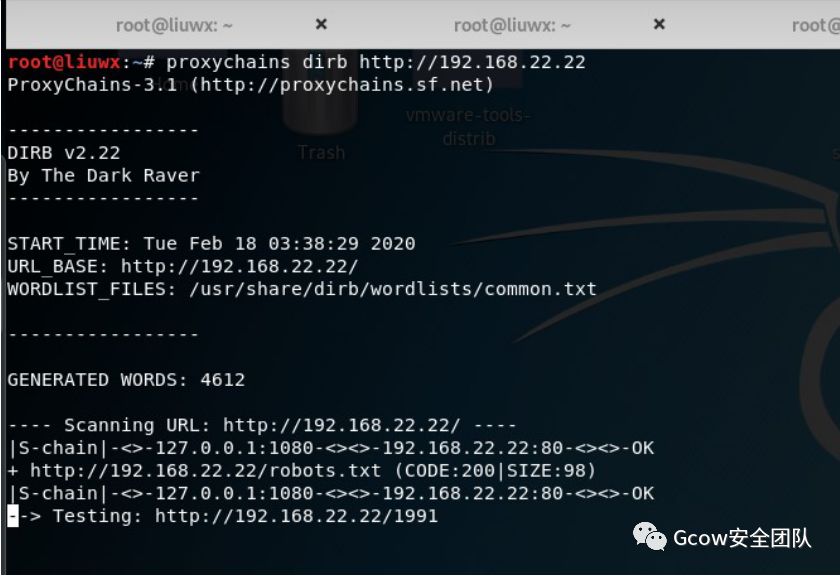 root@liuwx: ~ × root@liuwx: ~ × root@
root@liuwx:~# proxychains dirb http://192.168.22.22
ProxyChains-3.1 (http://proxychains.sf.net)
Home
vmware-tools-
distrib
-----------------
DIRB v2.22
Trash
By The Dark Raver
-----------------
START_TIME: Tue Feb 18 03:38:29 2020
URL_BASE: http://192.168.22.22/
WORDLIST_FILES: /usr/share/dirb/wordlists/common.txt
-----------------
GENERATED WORDS: 4612
---- Scanning URL: http://192.168.22.22/ ----
|S-chain|-<>-127.0.0.1:1080-<><>-192.168.22.22:80-<><>-OK
+ http://192.168.22.22/robots.txt (CODE:200|SIZE:98)
|S-chain|-<>-127.0.0.1:1080-<><>-192.168.22.22:80-<><>-OK
--> Testing: http://192.168.22.22/1991
Gcow安全团队